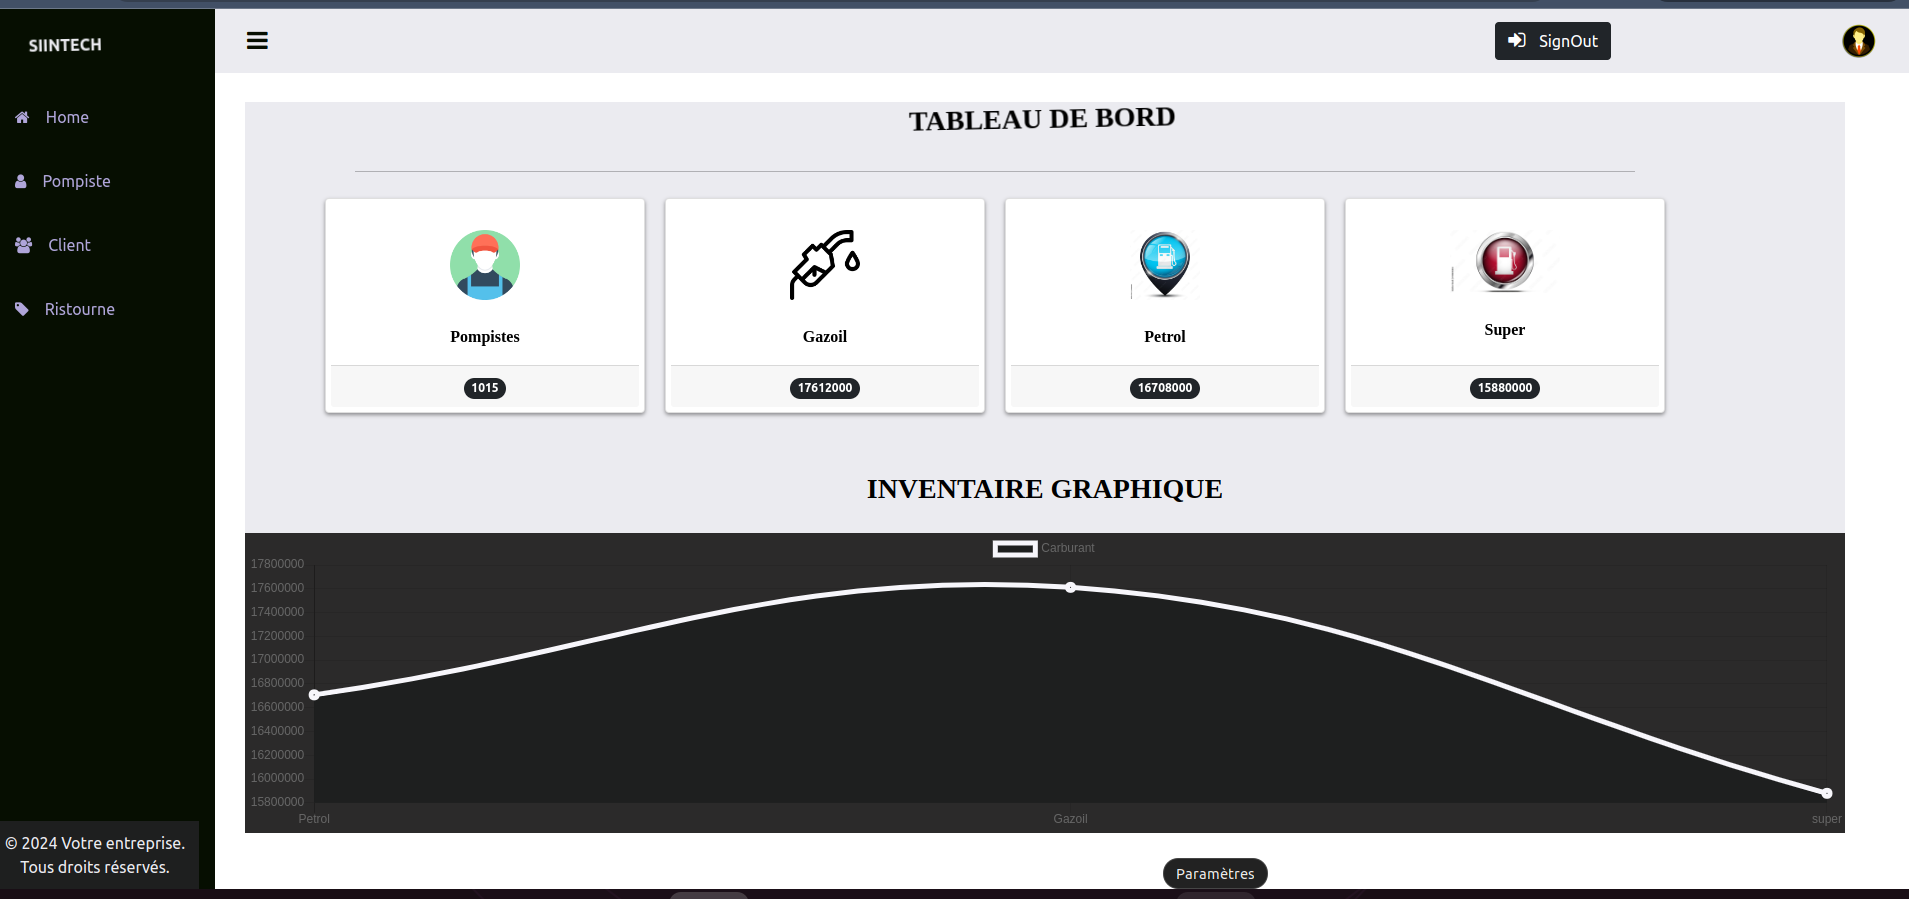 SIINTECH
SignOut
Home
Pompiste
Client
Ristourne
TABLEAU DE BORD
Pompistes
1015
Gazoil
17612000
Petrol
16708000
Super
15880000
INVENTAIRE GRAPHIQUE
Carburant
17800000
17600000
17400000
17200000
17000000
16800000
16600000
16400000
16200000
16000000
15800000
Petrol
Gazoil
super
© 2024 Votre entreprise.
Tous droits réservés.
Paramètres